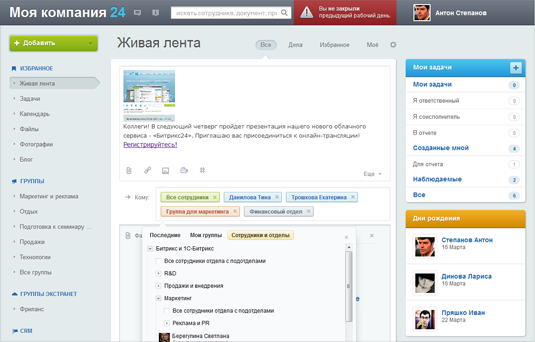 Моя компания 24
искать сотрудника, документ, прочее
Вы не закрыли
предыдущий рабочий день.
Антон Степанов
+ Добавить
Живая лента
Все
Дела
Избранное
Моё
ИЗБРАННОЕ
Живая лента
Задачи
Календарь
Файлы
Фотографии
Блог
ГРУППЫ
Маркетинг и реклама
Отдых
Подготовка к семинару ...
Продажи
Технологии
Все группы
ГРУППЫ ЭКСТРАНЕТ
Фриланс
CRM
Коллеги! В следующий четверг пройдет презентация нашего нового облачного
сервиса - «Битрикс24». Приглашаю вас присоединиться к онлайн-трансляции!
Регистрируйтесь!
Еще
Кому:
Все сотрудники
Данилова Тина
Трошкова Екатерина
Группа для маркетинга
Финансовый отдел
Последние
Мои группы
Сотрудники и отделы
Битрикс и 1С-Битрикс
Все сотрудники отдела с подотделами
R&D
Продажи и внедрения
Маркетинг
Все сотрудники отдела с подотделами
Реклама и PR
Берегулина Светлана
Мои задачи +
Мои задачи 0
Я ответственный 0
Я соисполнитель 0
В отчете 0
Созданные мной 4
Для отчета 1
Наблюдаемые 2
Все 6
Дни рождения
Степанов Антон
16 Марта
Динова Лариса
16 Марта
Пряшко Иван
22 Марта